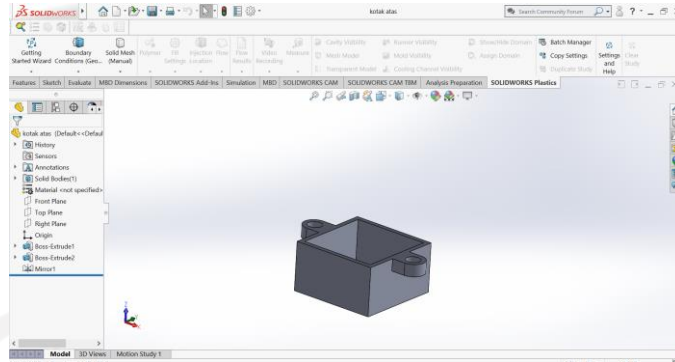 SOLIDWORKS
kotak atas
Search Community Forum
Getting Started Wizard
Boundary Conditions (Geo...
Solid Mesh (Manual)
Polymer
Fill Settings
Injection Location
Flow
Flow Results
Video Recording
Measure
Cavity Visibility
Runner Visibility
Show/Hide Domain
Batch Manager
Mesh Model
Mold Visibility
Assign Domain
Copy Settings
Transparent Model
Cooling Channel Visibility
Duplicate Study
Settings and Help
Clear Study
Features Sketch Evaluate MBD Dimensions SOLIDWORKS Add-Ins Simulation MBD SOLIDWORKS CAM SOLIDWORKS CAM TBM Analysis Preparation SOLIDWORKS Plastics
kotak atas (Default<<Defaul
History
Sensors
Annotations
Solid Bodies(1)
Material <not specified>
Front Plane
Top Plane
Right Plane
Origin
Boss-Extrude1
Boss-Extrude2
Mirror1
Model 3D Views Motion Study 1